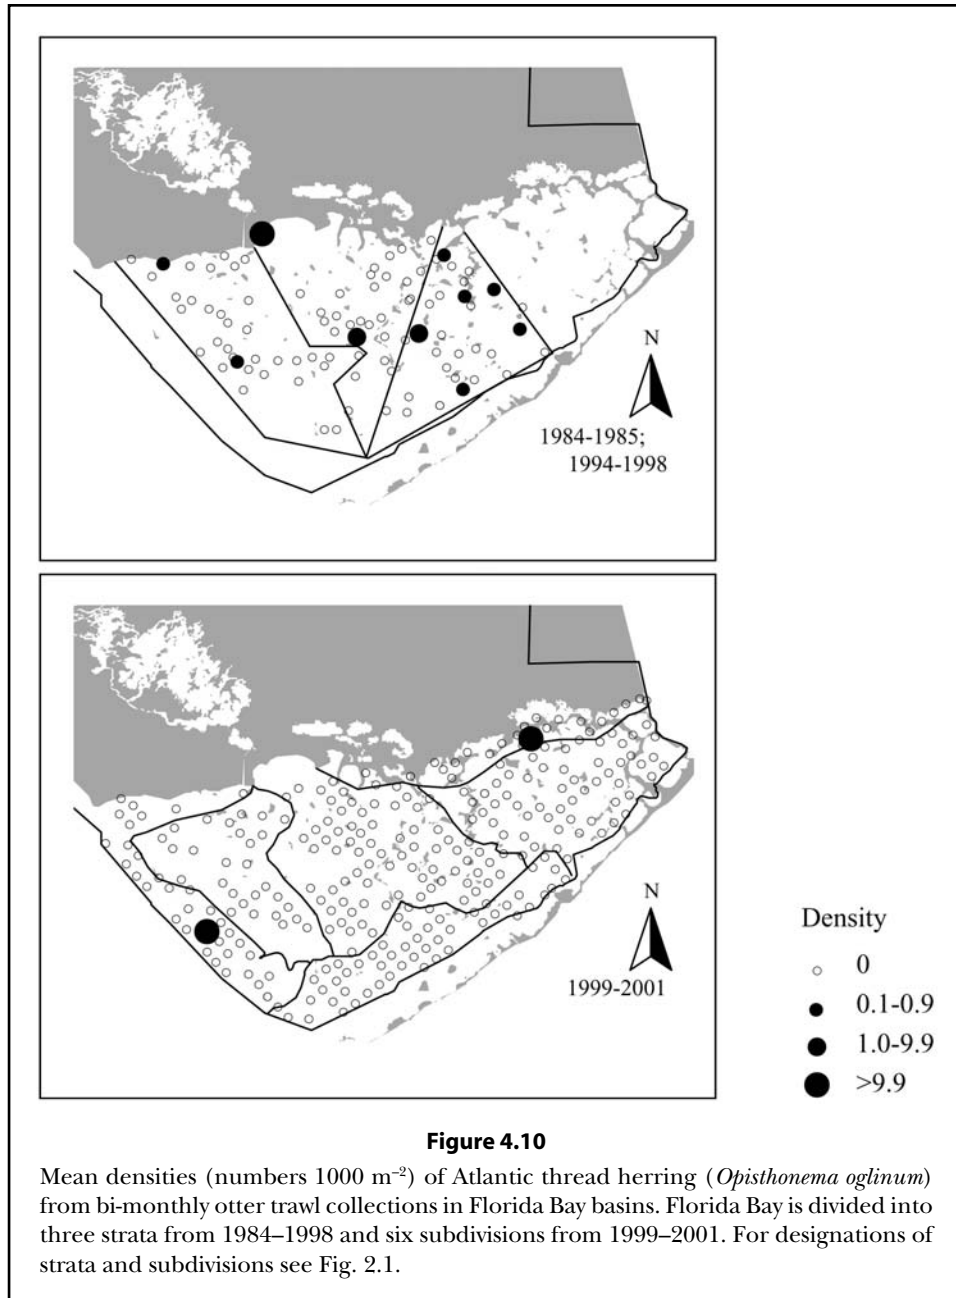 N
1984-1985;
1994-1998
N
1999-2001
Density
0
0.1-0.9
1.0-9.9
>9.9
Figure 4.10
Mean densities (numbers 1000 m⁻²) of Atlantic thread herring (Opisthonema oglinum)
from bi-monthly otter trawl collections in Florida Bay basins. Florida Bay is divided into
three strata from 1984–1998 and six subdivisions from 1999–2001. For designations of
strata and subdivisions see Fig. 2.1.